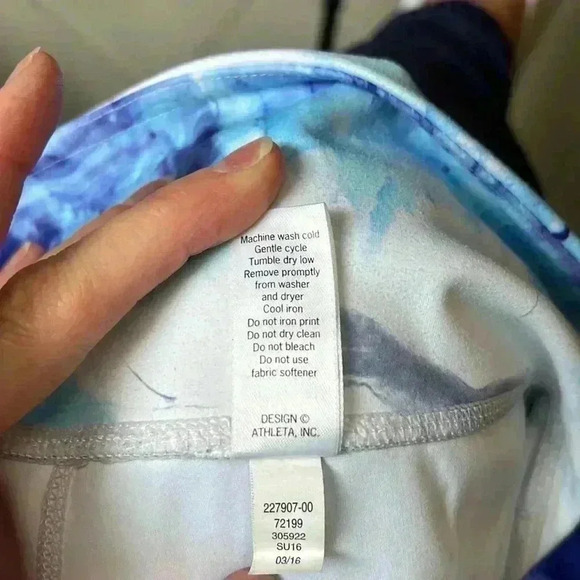 Machine wash cold
Gentle cycle
Tumble dry low
Remove promptly
from washer
and dryer
Cool iron
Do not iron print
Do not dry clean
Do not bleach
Do not use
fabric softener
DESIGN ©
ATHLETA, INC.
227907-00
72199
305922
SU16
03/16